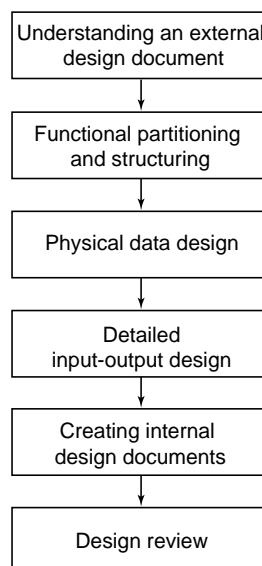 Understanding an external
design document
Functional partitioning
and structuring
Physical data design
Detailed
input-output design
Creating internal
design documents
Design review